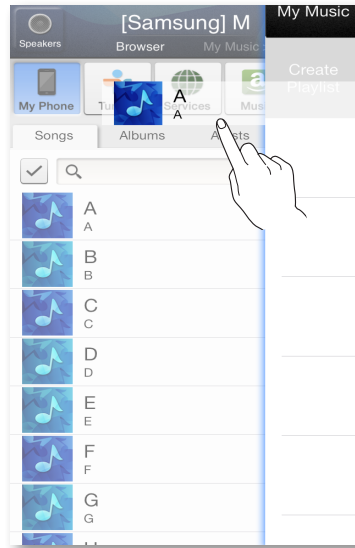 [Samsung] M
Speakers
Browser
My Music
My Music
Create
Playlist
My Phone
Services
A
A
Songs
Albums
A
A
B
B
C
C
D
D
E
E
F
F
G
G